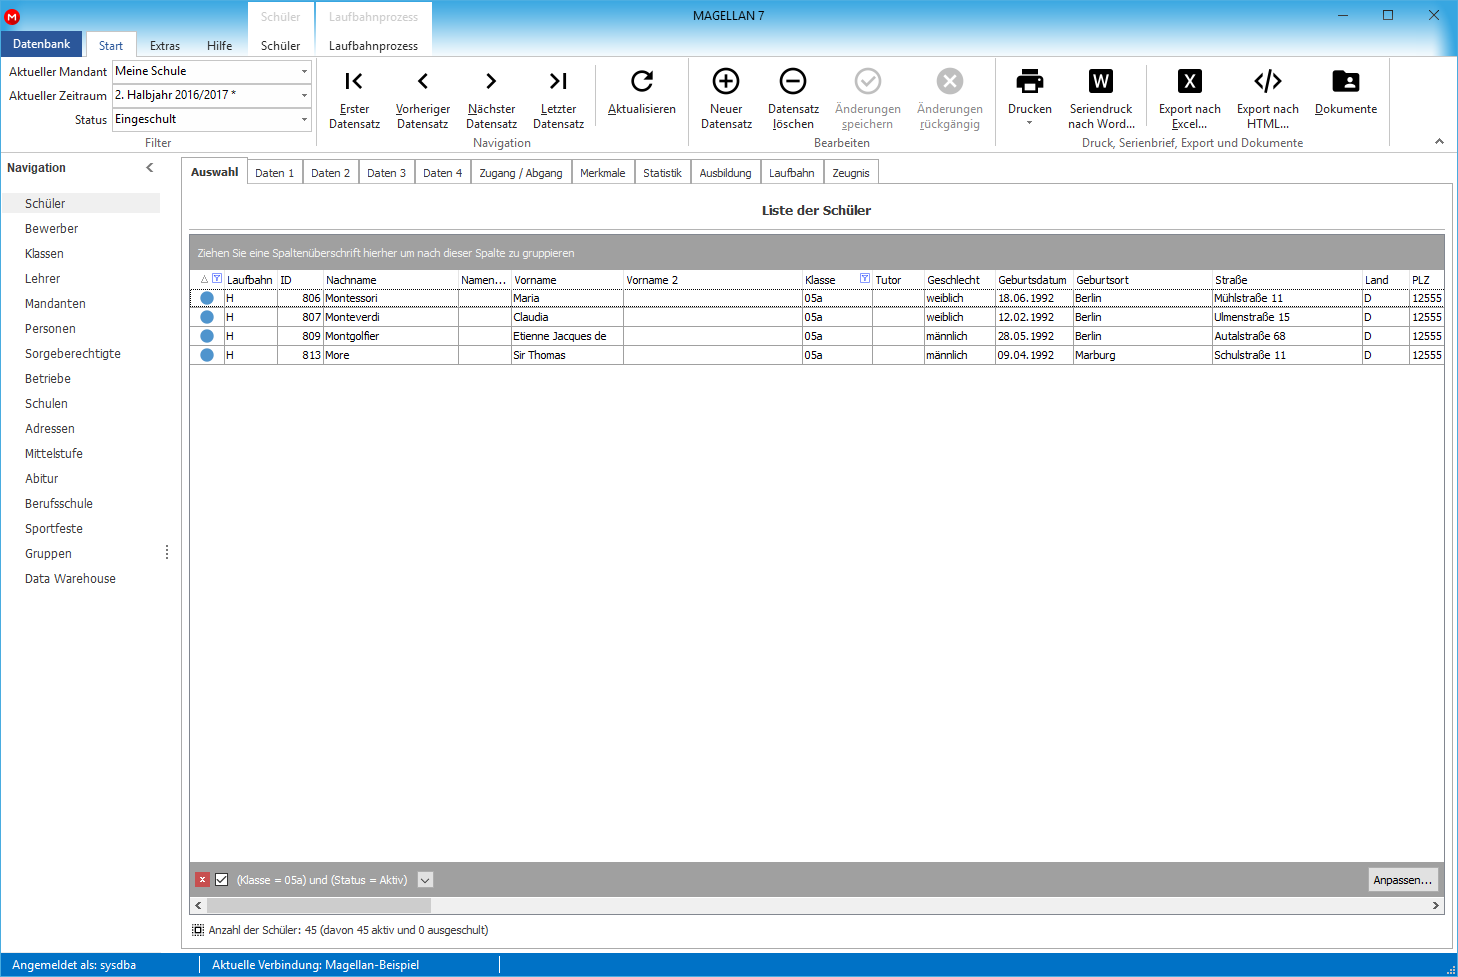 MAGELLAN 7
M
Schüler
Laufbahnprozess
Datenbank
Start
Extras
Hilfe
Schüler
Laufbahnprozess
Aktueller Mandant
Meine Schule
Aktueller Zeitraum
2. Halbjahr 2016/2017 *
Status
Eingeschult
Filter
Erster
Datensatz
Vorheriger
Datensatz
Nächster
Datensatz
Letzter
Datensatz
Aktualisieren
Navigation
Neuer
Datensatz
Datensatz
löschen
Änderungen
speichern
Änderungen
rückgängig
Bearbeiten
Drucken
W
Seriendruck
nach Word...
X
Export nach
Excel...
Export nach
HTML...
Dokumente
Druck, Serienbrief, Export und Dokumente
Navigation
Schüler
Bewerber
Klassen
Lehrer
Mandanten
Personen
Sorgeberechtigte
Betriebe
Schulen
Adressen
Mittelstufe
Abitur
Berufsschule
Sportfeste
Gruppen
Data Warehouse
Auswahl
Daten 1
Daten 2
Daten 3
Daten 4
Zugang / Abgang
Merkmale
Statistik
Ausbildung
Laufbahn
Zeugnis
Liste der Schüler
Ziehen Sie eine Spaltenüberschrift hierher um nach dieser Spalte zu gruppieren
Laufbahn ID Nachname Namen... Vorname Vorname 2 Klasse Tutor Geschlecht Geburtsdatum Geburtsort Straße Land PLZ
H 806 Montessori Maria 05a weiblich 18.06.1992 Berlin Mühlstraße 11 D 12555
H 807 Monteverdi Claudia 05a weiblich 12.02.1992 Berlin Ulmenstraße 15 D 12555
H 809 Montgolfier Etienne Jacques de 05a männlich 28.05.1992 Berlin Autalstraße 68 D 12555
H 813 More Sir Thomas 05a männlich 09.04.1992 Marburg Schulstraße 11 D 12555
(Klasse = 05a) und (Status = Aktiv)
Anpassen...
Anzahl der Schüler: 45 (davon 45 aktiv und 0 ausgeschult)
Angemeldet als: sysdba
Aktuelle Verbindung: Magellan-Beispiel